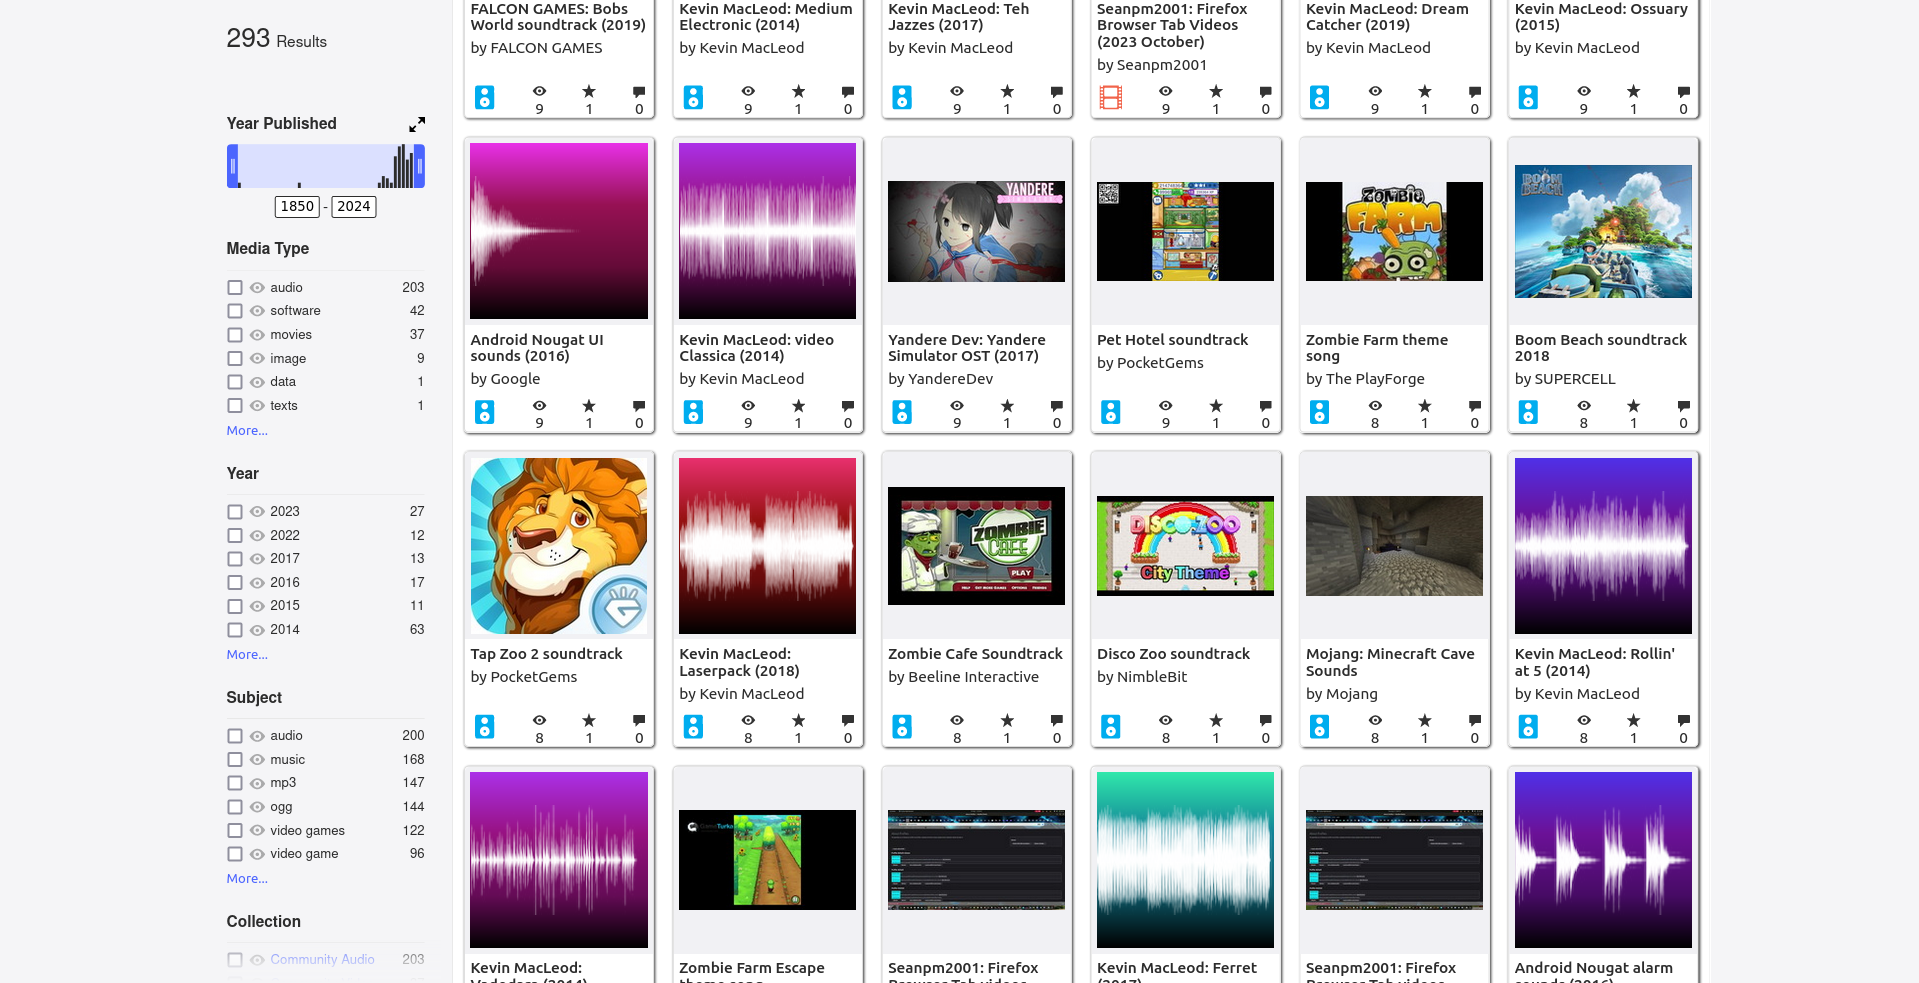 293 Results
Year Published
1850 - 2024
Media Type
audio 203
software 42
movies 37
image 9
data 1
texts 1
More...
Year
2023 27
2022 12
2017 13
2016 17
2015 11
2014 63
More...
Subject
audio 200
music 168
mp3 147
ogg 144
video games 122
video game 96
More...
Collection
Community Audio 203
FALCON GAMES: Bobs
World soundtrack (2019)
by FALCON GAMES
9 1 0
Kevin MacLeod: Medium
Electronic (2014)
by Kevin MacLeod
9 1 0
Kevin MacLeod: Teh
Jazzes (2017)
by Kevin MacLeod
9 1 0
Seanpm2001: Firefox
Browser Tab Videos
(2023 October)
by Seanpm2001
9 1 0
Kevin MacLeod: Dream
Catcher (2019)
by Kevin MacLeod
9 1 0
Kevin MacLeod: Ossuary
(2015)
by Kevin MacLeod
9 1 0
Android Nougat UI
sounds (2016)
by Google
9 1 0
Kevin MacLeod: video
Classica (2014)
by Kevin MacLeod
9 1 0
YANDERE
Yandere Dev: Yandere
Simulator OST (2017)
by YandereDev
9 1 0
Pet Hotel soundtrack
by PocketGems
9 1 0
ZOMBIE
FARM
Zombie Farm theme
song
by The PlayForge
8 1 0
BOOM
BEACH
Boom Beach soundtrack
2018
by SUPERCELL
8 1 0
Tap Zoo 2 soundtrack
by PocketGems
8 1 0
Kevin MacLeod:
Laserpack (2018)
by Kevin MacLeod
8 1 0
ZOMBIE
CAFE
PLAY
Zombie Cafe Soundtrack
by Beeline Interactive
8 1 0
DISCO ZOO
City Theme
Disco Zoo soundtrack
by NimbleBit
8 1 0
Mojang: Minecraft Cave
Sounds
by Mojang
8 1 0
Kevin MacLeod: Rollin'
at 5 (2014)
by Kevin MacLeod
8 1 0
Kevin MacLeod:
Zombie Farm Escape
Seanpm2001: Firefox
Kevin MacLeod: Ferret
Seanpm2001: Firefox
Android Nougat alarm